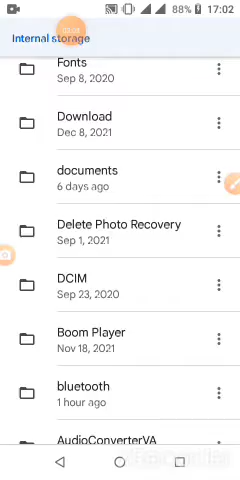 88% 17:02
Internal storage
Fonts
Sep 8, 2020
Download
Dec 8, 2021
documents
6 days ago
Delete Photo Recovery
Sep 1, 2021
DCIM
Sep 23, 2020
Boom Player
Nov 18, 2021
bluetooth
1 hour ago
AudioConverterVA